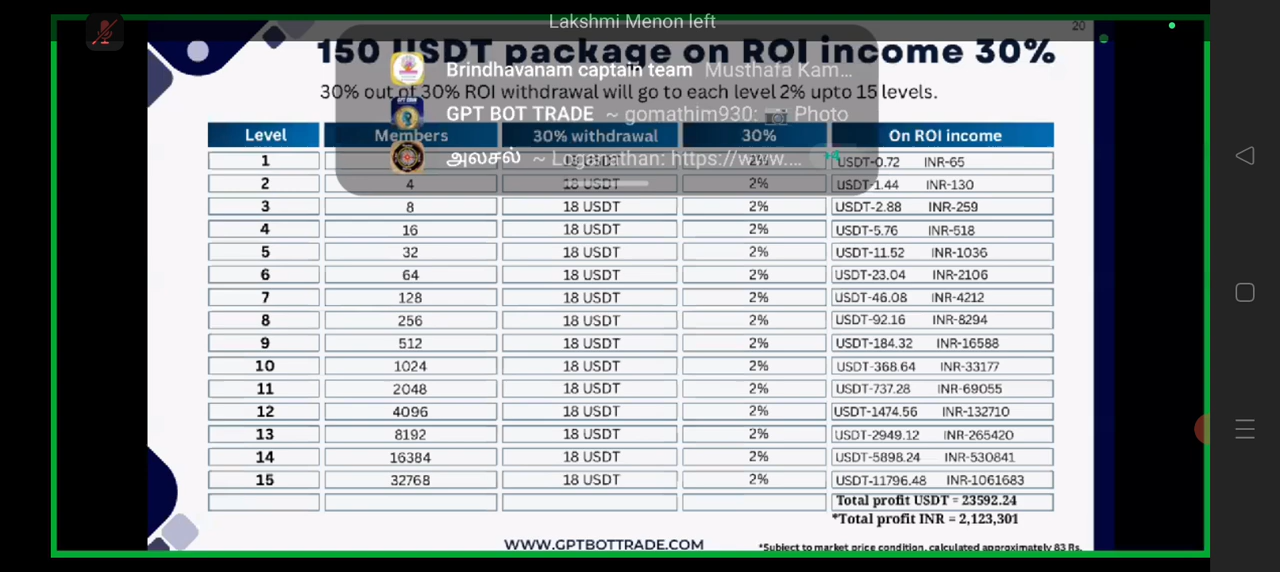 Lakshmi Menon left
20
150 USDT package on ROI income 30%
Brindhavanam captain team Musthafa Kam...
30% out of 30% ROI withdrawal will go to each level 2% upto 15 levels.
GPT BOT TRADE ~ gomathim930: 📷 Photo
Level Members 30% withdrawal 30% On ROI income
அலசல் ~ Loganathan: https://www.... +4
1 2% USDT-0.72 INR-65
2 4 18 USDT 2% USDT-1.44 INR-130
3 8 18 USDT 2% USDT-2.88 INR-259
4 16 18 USDT 2% USDT-5.76 INR-518
5 32 18 USDT 2% USDT-11.52 INR-1036
6 64 18 USDT 2% USDT-23.04 INR-2106
7 128 18 USDT 2% USDT-46.08 INR-4212
8 256 18 USDT 2% USDT-92.16 INR-8294
9 512 18 USDT 2% USDT-184.32 INR-16588
10 1024 18 USDT 2% USDT-368.64 INR-33177
11 2048 18 USDT 2% USDT-737.28 INR-69055
12 4096 18 USDT 2% USDT-1474.56 INR-132710
13 8192 18 USDT 2% USDT-2949.12 INR-265420
14 16384 18 USDT 2% USDT-5898.24 INR-530841
15 32768 18 USDT 2% USDT-11796.48 INR-1061683
Total profit USDT = 23592.24
*Total profit INR = 2,123,301
WWW.GPTBOTTRADE.COM
*Subject to market price condition, calculated approximately 83 Rs.